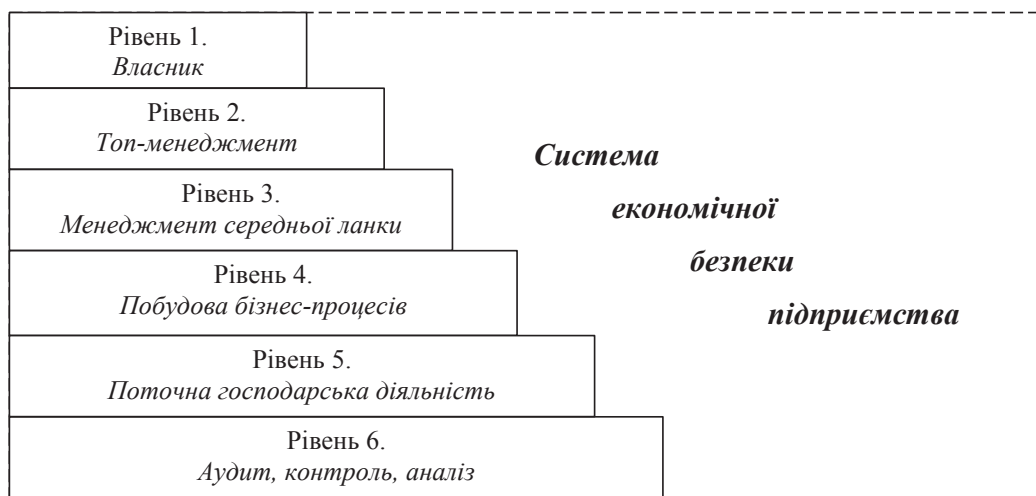 Рівень 1.
Власник
Рівень 2.
Топ-менеджмент
Рівень 3.
Менеджмент середньої ланки
Рівень 4.
Побудова бізнес-процесів
Рівень 5.
Поточна господарська діяльність
Рівень 6.
Аудит, контроль, аналіз
Система
економічної
безпеки
підприємства